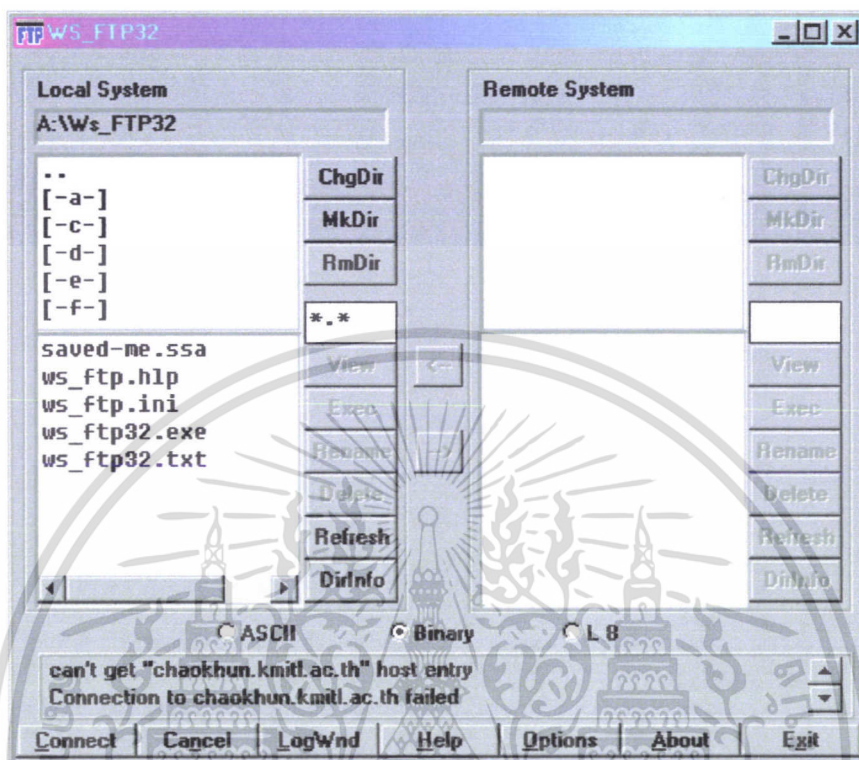 FTP WS_FTP32
Local System
A:\Ws_FTP32
..
[-a-]
[-c-]
[-d-]
[-e-]
[-f-]
ChgDir
MkDir
RmDir
*.*
saved-me.ssa
ws_ftp.hlp
ws_ftp.ini
ws_ftp32.exe
ws_ftp32.txt
View
Exec
Rename
Delete
Refresh
DirInfo
<--
-->
Remote System
ChgDir
MkDir
RmDir
View
Exec
Rename
Delete
Refresh
DirInfo
ASCII Binary L 8
can't get "chaokhun.kmitl.ac.th" host entry
Connection to chaokhun.kmitl.ac.th failed
Connect Cancel LogWnd Help Options About Exit